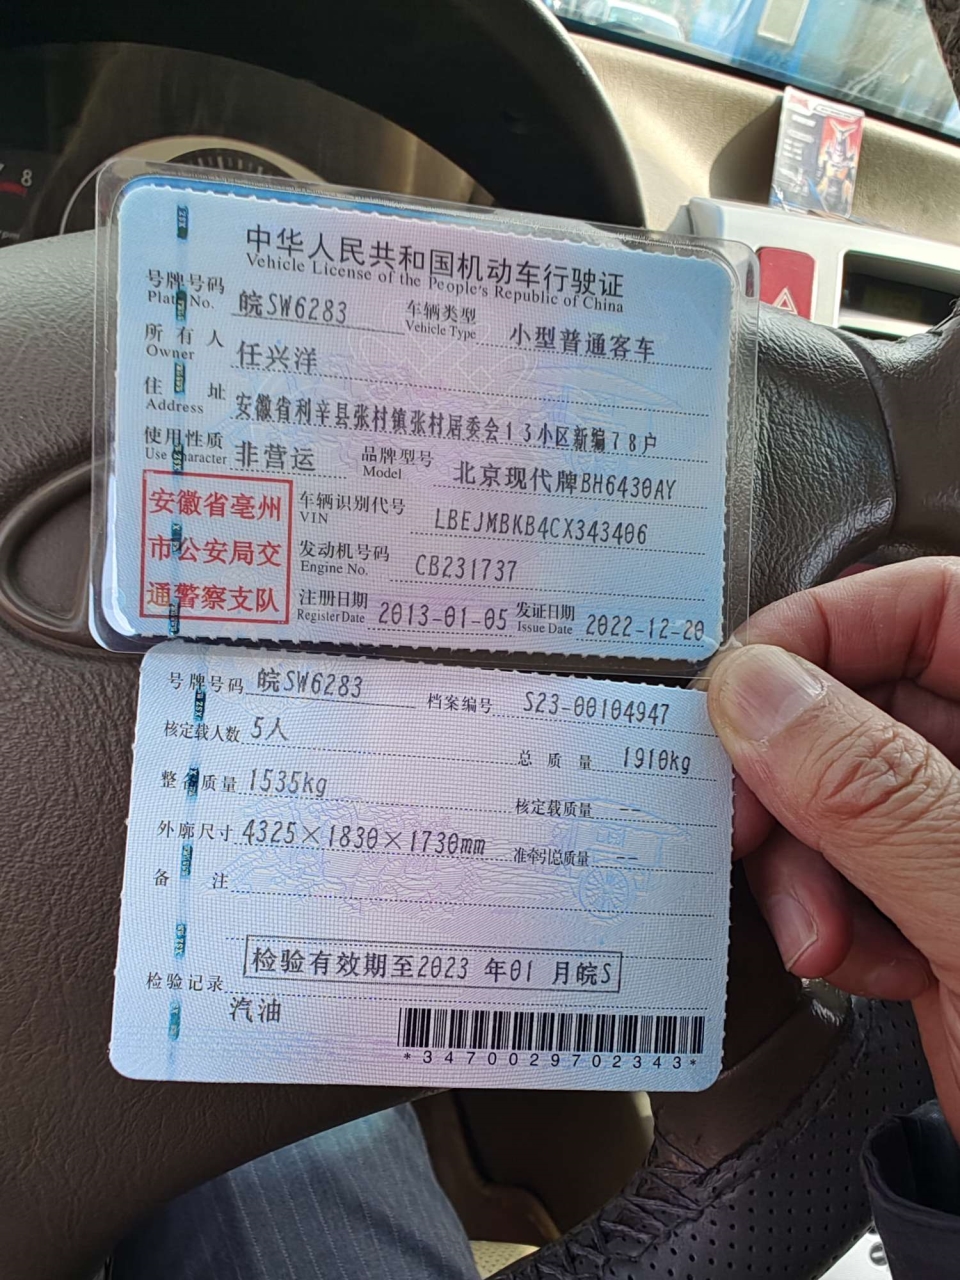 中华人民共和国机动车行驶证
Vehicle License of the People's Republic of China
号牌号码 皖SW6283 车辆类型 小型普通客车
Plate No. Vehicle Type
所有人 任兴洋
Owner
住址 安徽省利辛县张村镇张村居委会13小区新编78户
Address
使用性质 非营运 品牌型号 北京现代牌BH6430AY
Use Character Model
安徽省亳州
市公安局交
通警察支队
车辆识别代号 LBEJMBKB4CX343406
VIN
发动机号码 CB231737
Engine No.
注册日期 2013-01-05 发证日期 2022-12-20
Register Date Issue Date
号牌号码 皖SW6283 档案编号 S23-00104947
核定载人数 5人 总质量 1910kg
整备质量 1535kg 核定载质量 --
外廓尺寸 4325×1830×1730mm 准牵引总质量 --
备注
检验有效期至2023 年01 月皖S
检验记录
汽油
*3470029702343*
8